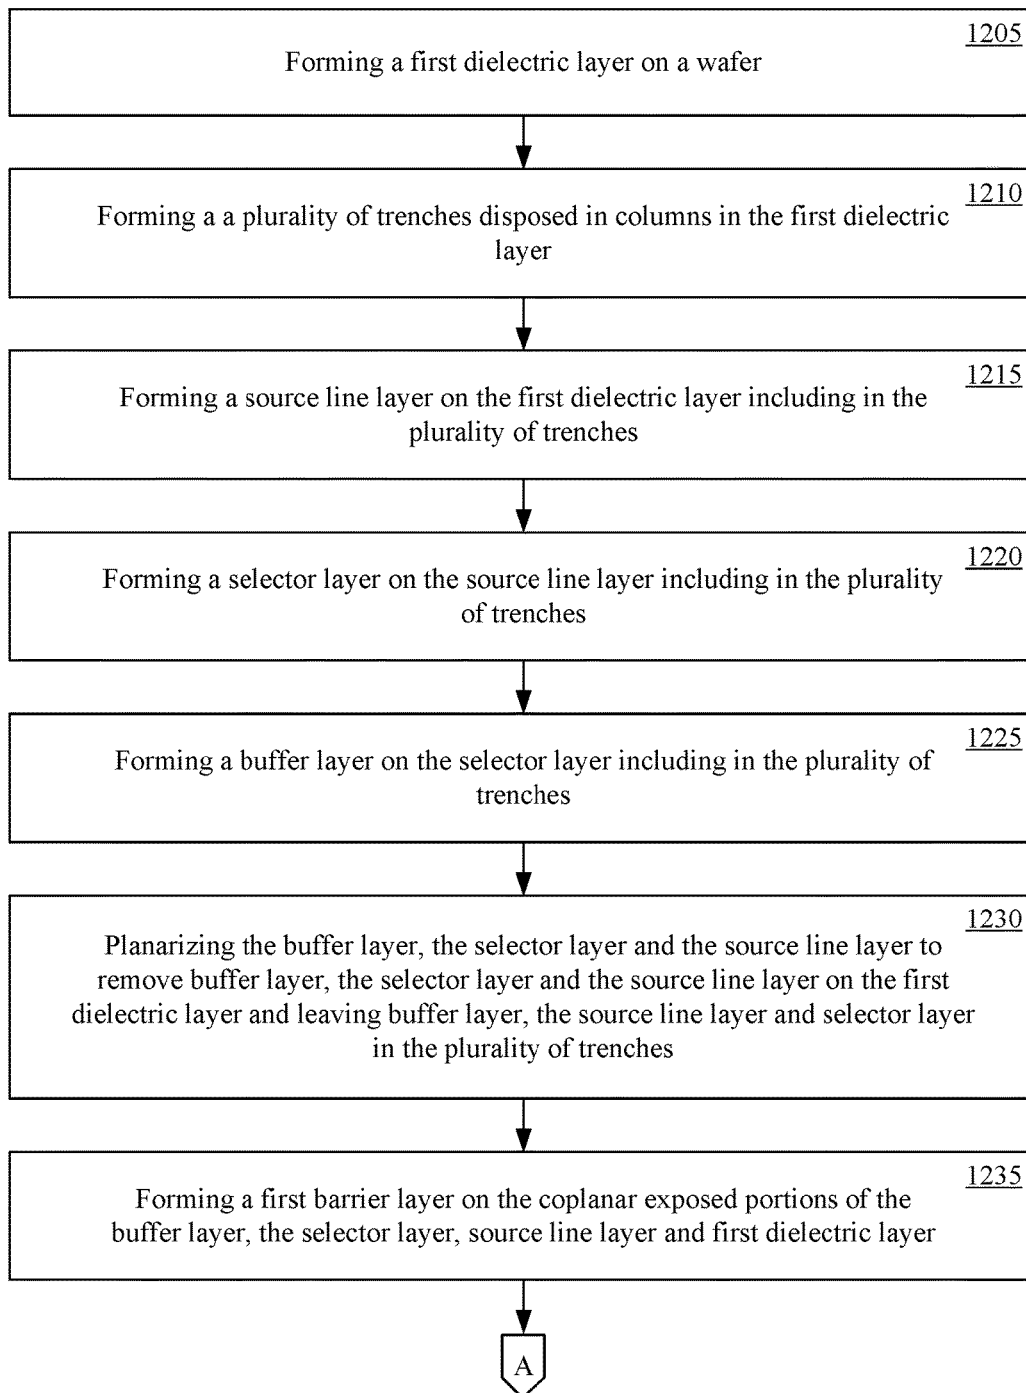 1205
Forming a first dielectric layer on a wafer
1210
Forming a a plurality of trenches disposed in columns in the first dielectric
layer
1215
Forming a source line layer on the first dielectric layer including in the
plurality of trenches
1220
Forming a selector layer on the source line layer including in the plurality
of trenches
1225
Forming a buffer layer on the selector layer including in the plurality of
trenches
1230
Planarizing the buffer layer, the selector layer and the source line layer to
remove buffer layer, the selector layer and the source line layer on the first
dielectric layer and leaving buffer layer, the source line layer and selector layer
in the plurality of trenches
1235
Forming a first barrier layer on the coplanar exposed portions of the
buffer layer, the selector layer, source line layer and first dielectric layer
A